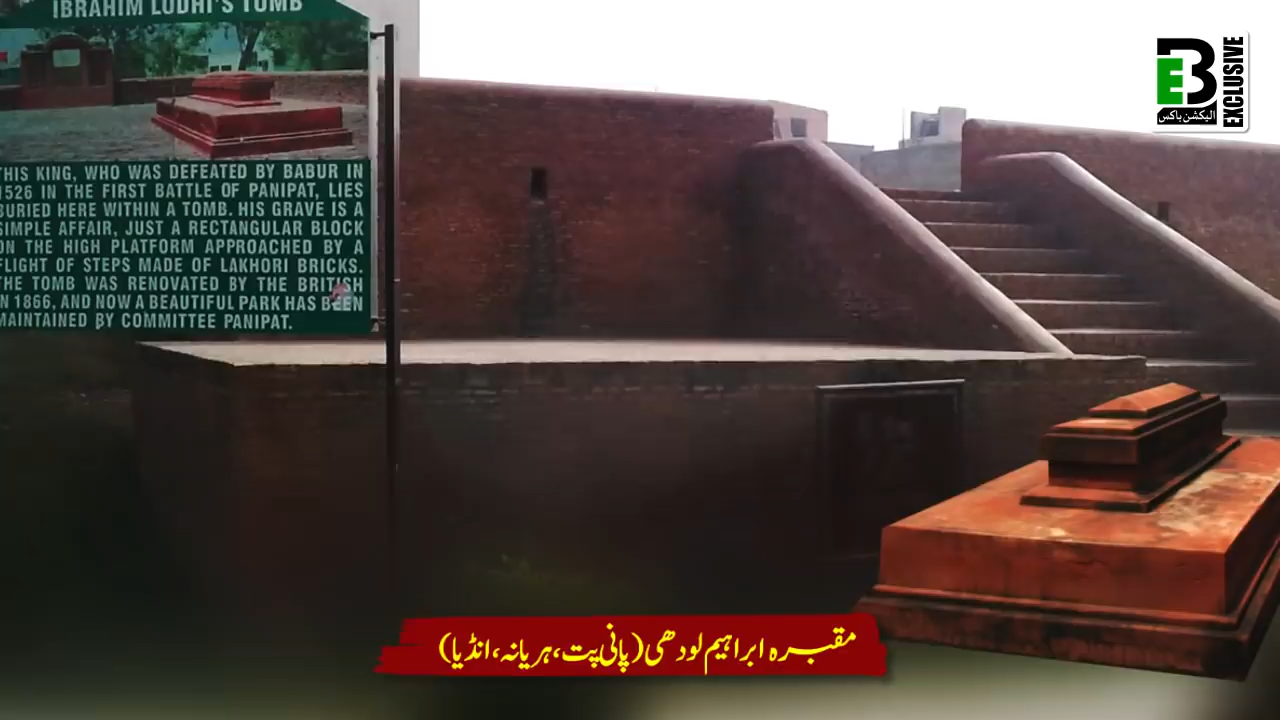 IBRAHIM LODHI'S TOMB
THIS KING, WHO WAS DEFEATED BY BABUR IN
1526 IN THE FIRST BATTLE OF PANIPAT, LIES
BURIED HERE WITHIN A TOMB. HIS GRAVE IS A
SIMPLE AFFAIR, JUST A RECTANGULAR BLOCK
ON THE HIGH PLATFORM APPROACHED BY A
FLIGHT OF STEPS MADE OF LAKHORI BRICKS.
THE TOMB WAS RENOVATED BY THE BRITISH
IN 1866, AND NOW A BEAUTIFUL PARK HAS BEEN
MAINTAINED BY COMMITTEE PANIPAT.
EB
الیکشن باکس
EXCLUSIVE
مقبرہ ابراہیم لودھی (پانی پت، ہریانہ، انڈیا)